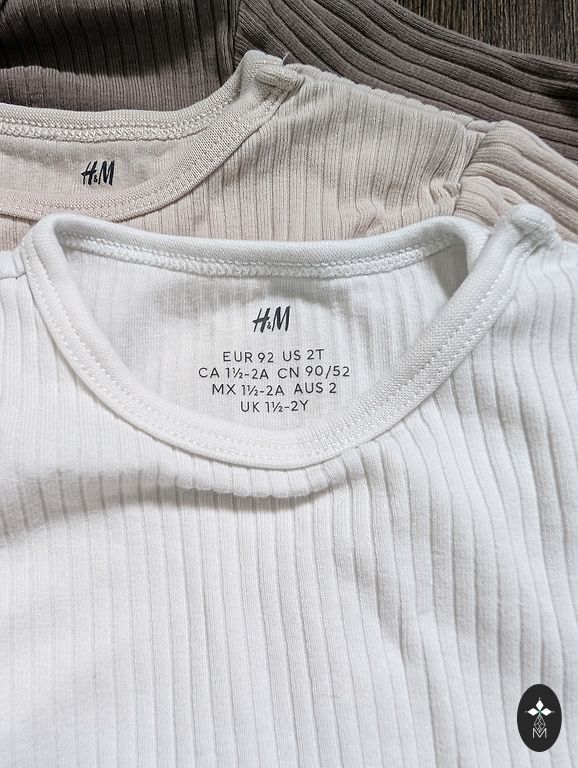 H&M
H&M
EUR 92 US 2T
CA 1½-2A CN 90/52
MX 1½-2A AUS 2
UK 1½-2Y
M